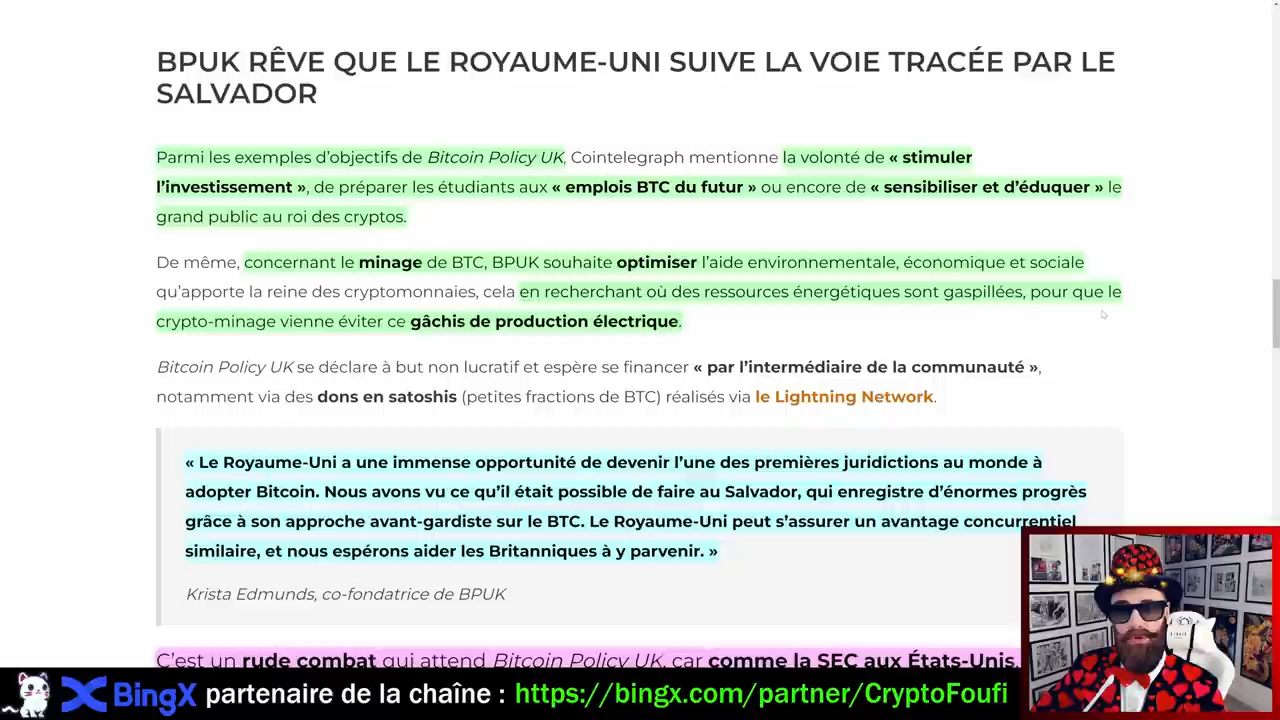 BPUK RÊVE QUE LE ROYAUME-UNI SUIVE LA VOIE TRACÉE PAR LE
SALVADOR
Parmi les exemples d’objectifs de Bitcoin Policy UK, Cointelegraph mentionne la volonté de « stimuler
l’investissement », de préparer les étudiants aux « emplois BTC du futur » ou encore de « sensibiliser et d’éduquer » le
grand public au roi des cryptos.
De même, concernant le minage de BTC, BPUK souhaite optimiser l’aide environnementale, économique et sociale
qu’apporte la reine des cryptomonnaies, cela en recherchant où des ressources énergétiques sont gaspillées, pour que le
crypto-minage vienne éviter ce gâchis de production électrique.
Bitcoin Policy UK se déclare à but non lucratif et espère se financer « par l’intermédiaire de la communauté »,
notamment via des dons en satoshis (petites fractions de BTC) réalisés via le Lightning Network.
« Le Royaume-Uni a une immense opportunité de devenir l’une des premières juridictions au monde à
adopter Bitcoin. Nous avons vu ce qu’il était possible de faire au Salvador, qui enregistre d’énormes progrès
grâce à son approche avant-gardiste sur le BTC. Le Royaume-Uni peut s’assurer un avantage concurrentiel
similaire, et nous espérons aider les Britanniques à y parvenir. »
Krista Edmunds, co-fondatrice de BPUK
C’est un rude combat qui attend Bitcoin Policy UK, car comme la SEC aux États-Unis,
BingX partenaire de la chaîne : https://bingx.com/partner/CryptoFoufi